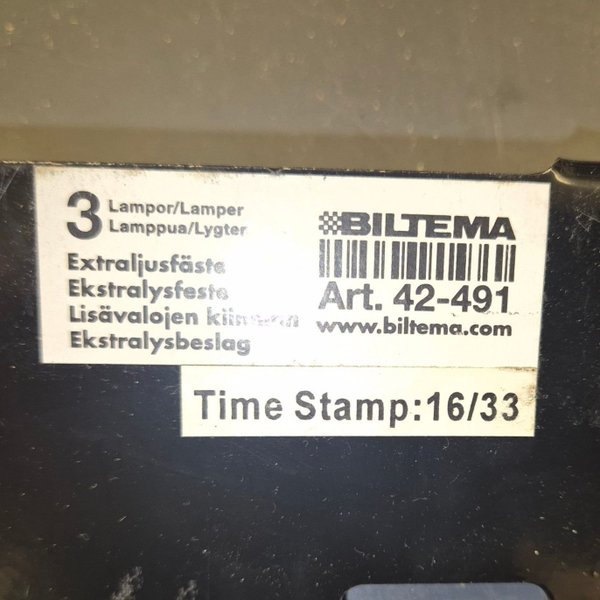 3 Lampor/Lamper
Lamppua/Lygter
Extraljusfäste
Ekstralysfeste
Lisävalojen
Ekstralysbeslag
BILTEMA
Art. 42-491
www.biltema.com
Time Stamp:16/33